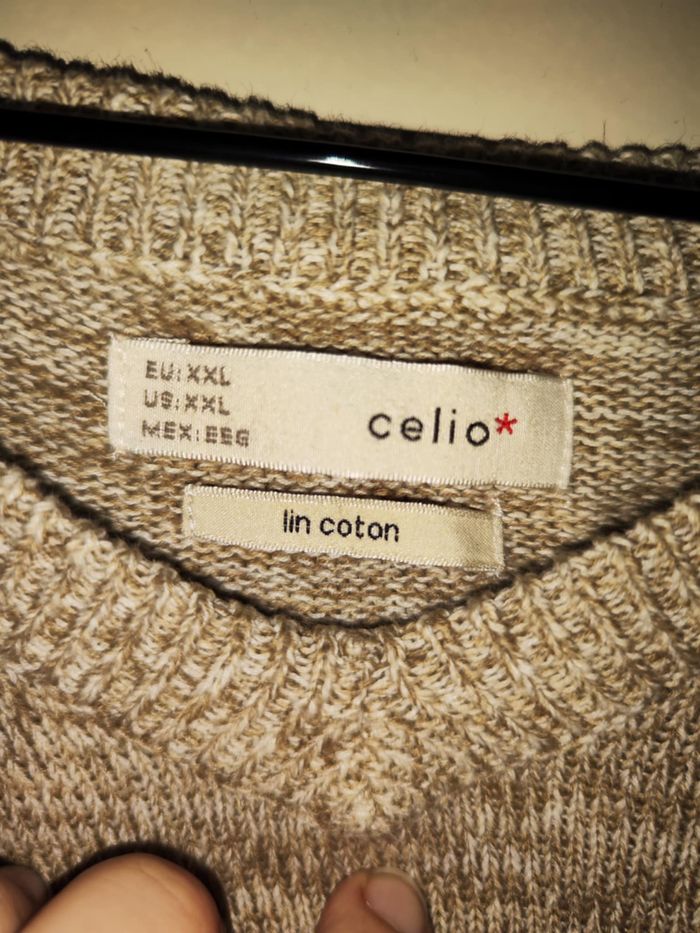 EU:XXL
US:XXL
MEX:EEG
celio*
lin coton